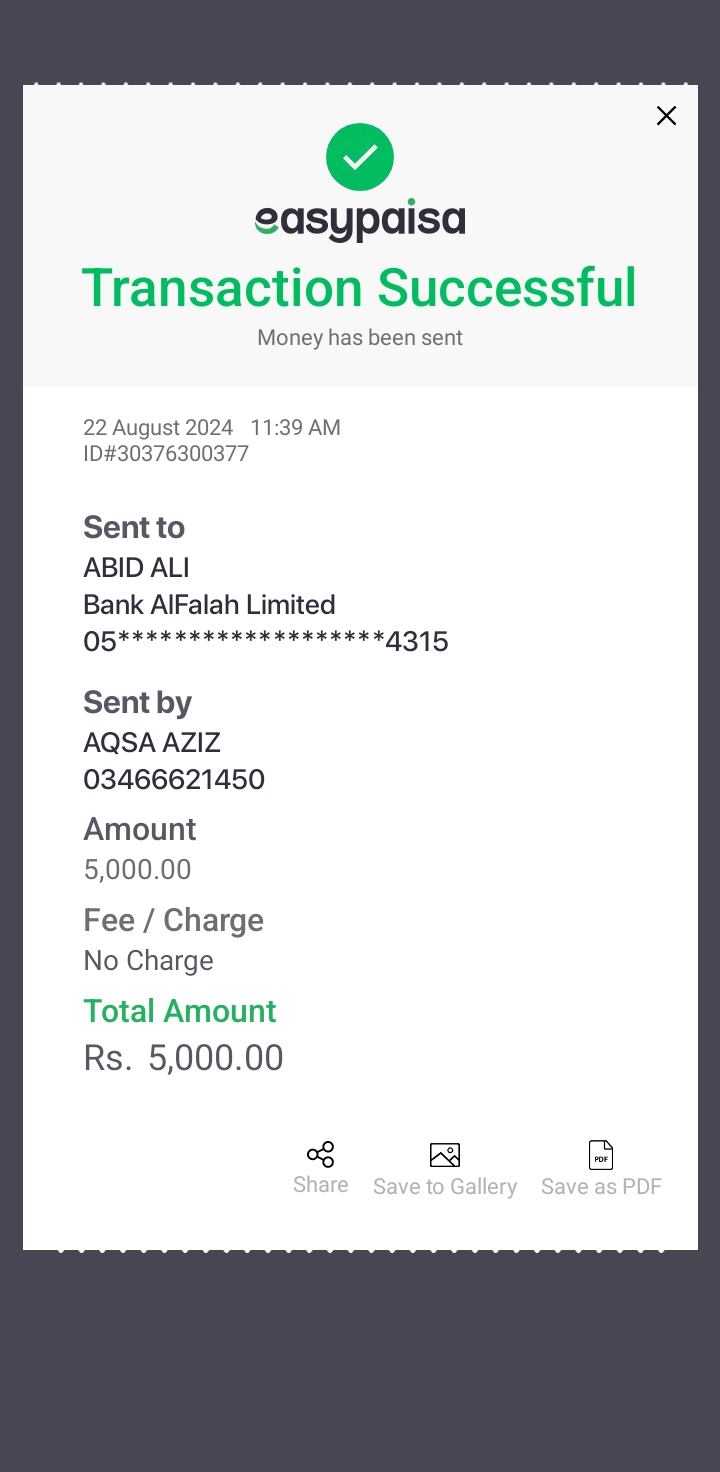 easypaisa
Transaction Successful
Money has been sent
22 August 2024 11:39 AM
ID#30376300377
Sent to
ABID ALI
Bank AlFalah Limited
05*******************4315
Sent by
AQSA AZIZ
03466621450
Amount
5,000.00
Fee / Charge
No Charge
Total Amount
Rs. 5,000.00
PDF
Share
Save to Gallery
Save as PDF